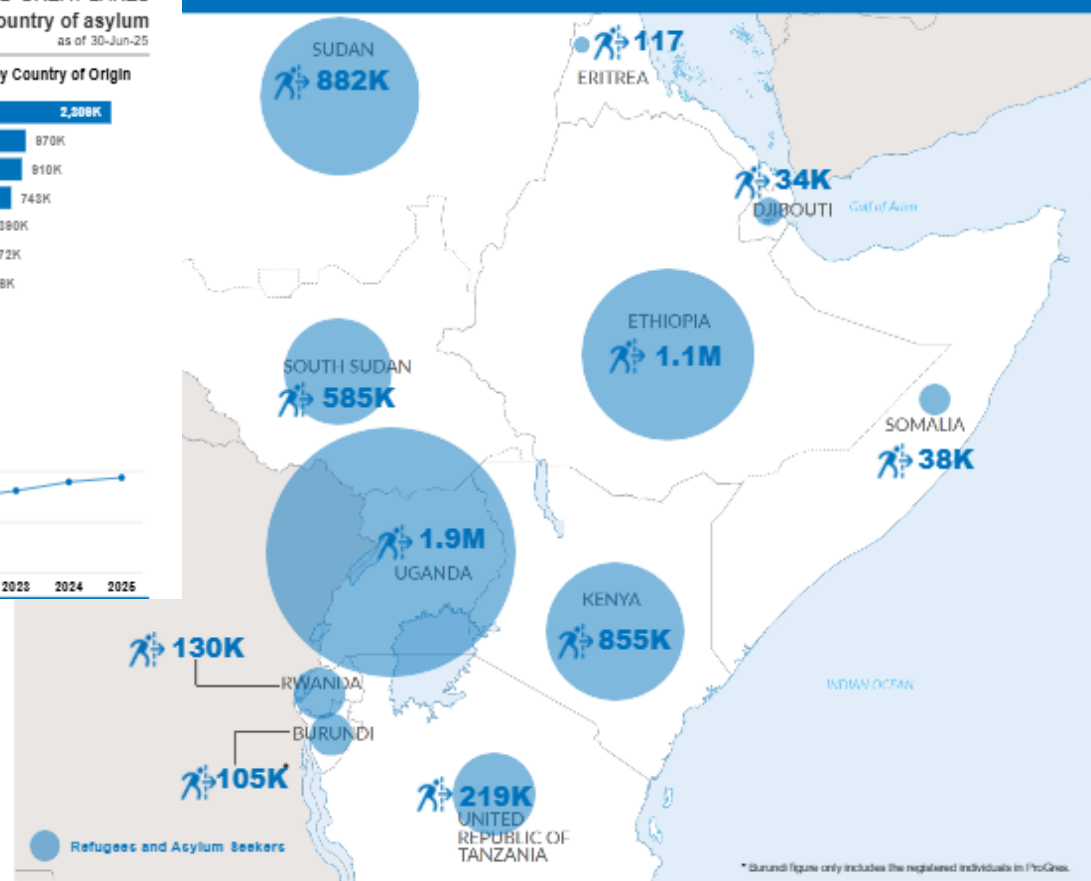 ountry of asylum
as of 30-Jun-25
y Country of Origin
2,309K
970K
910K
743K
390K
72K
8K
2023 2024 2025
SUDAN
882K
117
ERITREA
34K
DJIBOUTI
Gulf of Aden
ETHIOPIA
1.1M
SOUTH SUDAN
585K
SOMALIA
38K
1.9M
UGANDA
KENYA
855K
130K
RWANDA
INDIAN OCEAN
BURUNDI
105K*
219K
UNITED
REPUBLIC OF
TANZANIA
Refugees and Asylum Seekers
* Burundi figure only includes the registered individuals in ProGres.